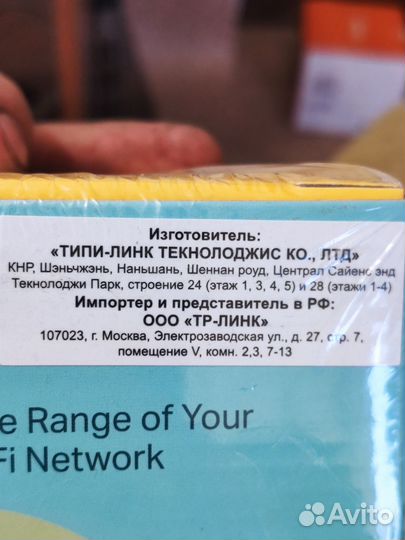 Изготовитель:
«ТИПИ-ЛИНК ТЕКНОЛОДЖИС КО., ЛТД»
КНР, Шэньчжэнь, Наньшань, Шеннан роуд, Централ Сайенс энд
Текнолоджи Парк, строение 24 (этаж 1, 3, 4, 5) и 28 (этажи 1-4)
Импортер и представитель в РФ:
ООО «ТР-ЛИНК»
107023, г. Москва, Электрозаводская ул., д. 27, стр. 7,
помещение V, комн. 2,3, 7-13
e Range of Your
Fi Network
Avito